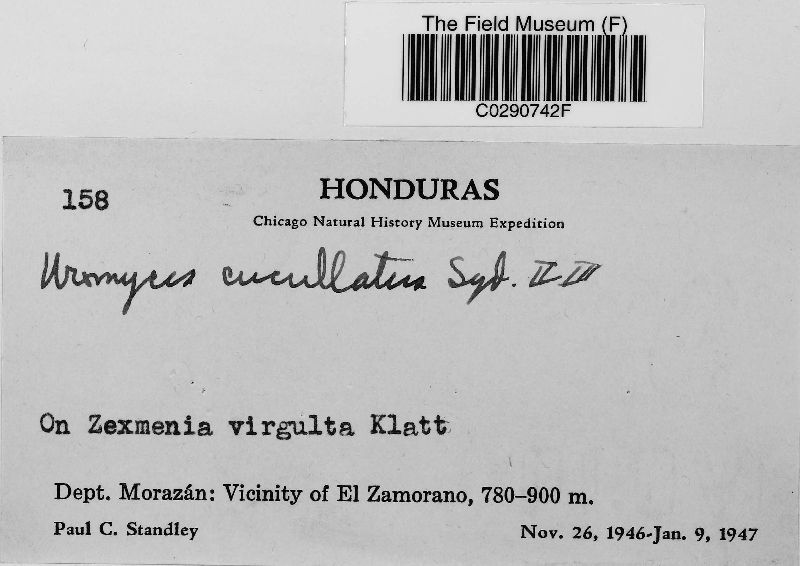 The Field Museum (F)
C0290742F
158
HONDURAS
Chicago Natural History Museum Expedition
Uromyces cucullatus Syd. II III
On Zexmenia virgulta Klatt
Dept. Morazán: Vicinity of El Zamorano, 780–900 m.
Paul C. Standley
Nov. 26, 1946-Jan. 9, 1947